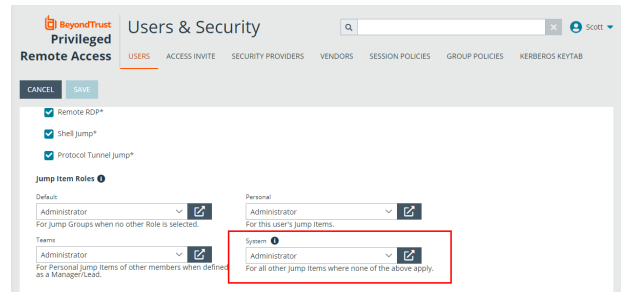 BeyondTrust
Privileged
Remote Access
Users & Security
Scott
USERS ACCESS INVITE SECURITY PROVIDERS VENDORS SESSION POLICIES GROUP POLICIES KERBEROS KEYTAB
CANCEL SAVE
Remote RDP*
Shell Jump*
Protocol Tunnel Jump*
Jump Item Roles
Default Personal
Administrator Administrator
For Jump Groups when no other Role is selected. For this user's Jump Items.
Teams System
Administrator Administrator
For Personal Jump Items of other members when defined For all other Jump Items where none of the above apply.
as a Manager/Lead.